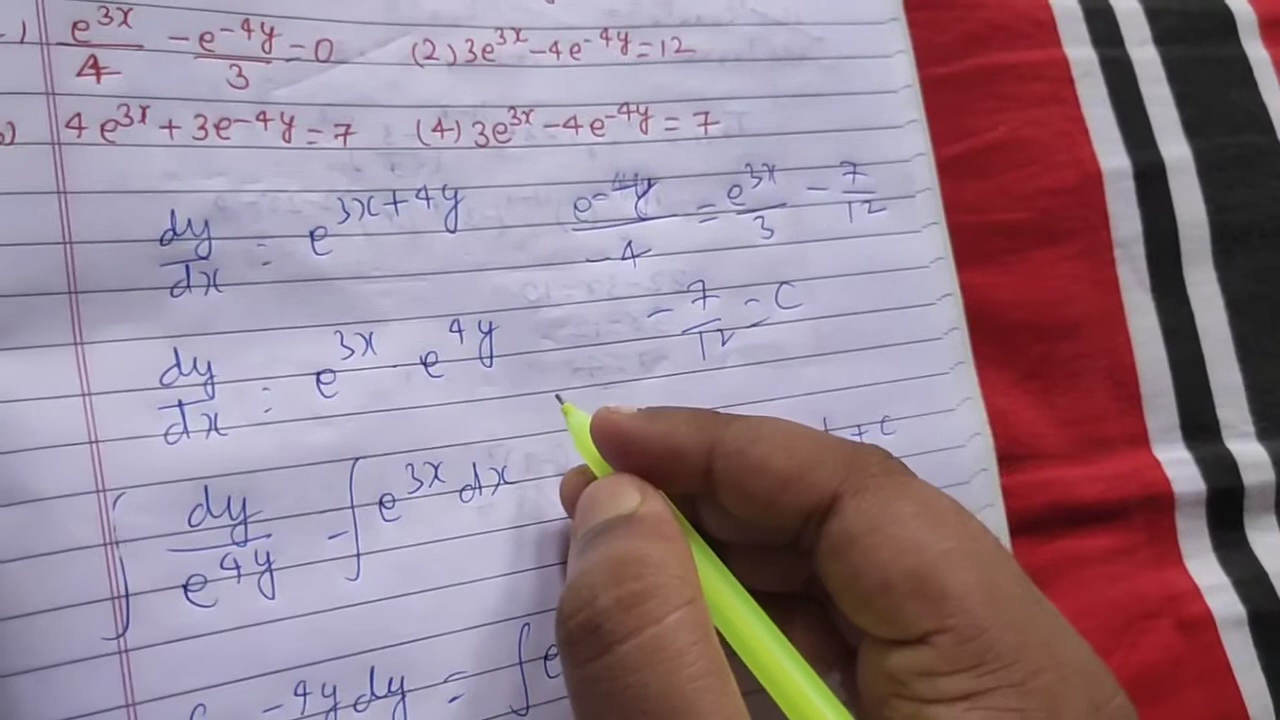 1) e^3x/4 - e^-4y/3 = 0 (2) 3e^3x - 4e^-4y = 12
) 4e^3x + 3e^-4y = 7 (4) 3e^3x - 4e^-4y = 7
dy/dx = e^3x+4y e^-4y/-4 = e^3x/3 - 7/12
-7/12 = C
dy/dx = e^3x e^4y
+ c
∫ dy/e^4y = ∫ e^3x dx
-4y dy = ∫ e